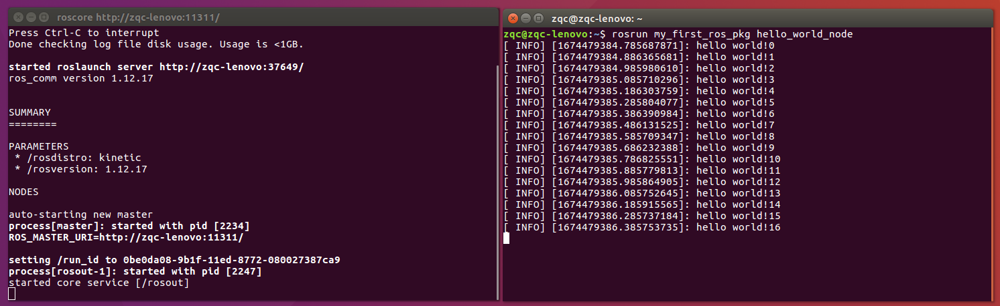 roscore http://zqc-lenovo:11311/
Press Ctrl-C to interrupt
Done checking log file disk usage. Usage is <1GB.
started roslaunch server http://zqc-lenovo:37649/
ros_comm version 1.12.17
SUMMARY
========
PARAMETERS
* /rosdistro: kinetic
* /rosversion: 1.12.17
NODES
auto-starting new master
process[master]: started with pid [2234]
ROS_MASTER_URI=http://zqc-lenovo:11311/
setting /run_id to 0be0da08-9b1f-11ed-8772-080027387ca9
process[rosout-1]: started with pid [2247]
started core service [/rosout]
zqc@zqc-lenovo: ~
zqc@zqc-lenovo:~$ rosrun my_first_ros_pkg hello_world_node
[ INFO] [1674479384.785687871]: hello world!0
[ INFO] [1674479384.886365681]: hello world!1
[ INFO] [1674479384.985980610]: hello world!2
[ INFO] [1674479385.085710296]: hello world!3
[ INFO] [1674479385.186303759]: hello world!4
[ INFO] [1674479385.285804077]: hello world!5
[ INFO] [1674479385.386390984]: hello world!6
[ INFO] [1674479385.486131525]: hello world!7
[ INFO] [1674479385.585709347]: hello world!8
[ INFO] [1674479385.686232388]: hello world!9
[ INFO] [1674479385.786825551]: hello world!10
[ INFO] [1674479385.885779813]: hello world!11
[ INFO] [1674479385.985864905]: hello world!12
[ INFO] [1674479386.085752645]: hello world!13
[ INFO] [1674479386.185915565]: hello world!14
[ INFO] [1674479386.285737184]: hello world!15
[ INFO] [1674479386.385753735]: hello world!16